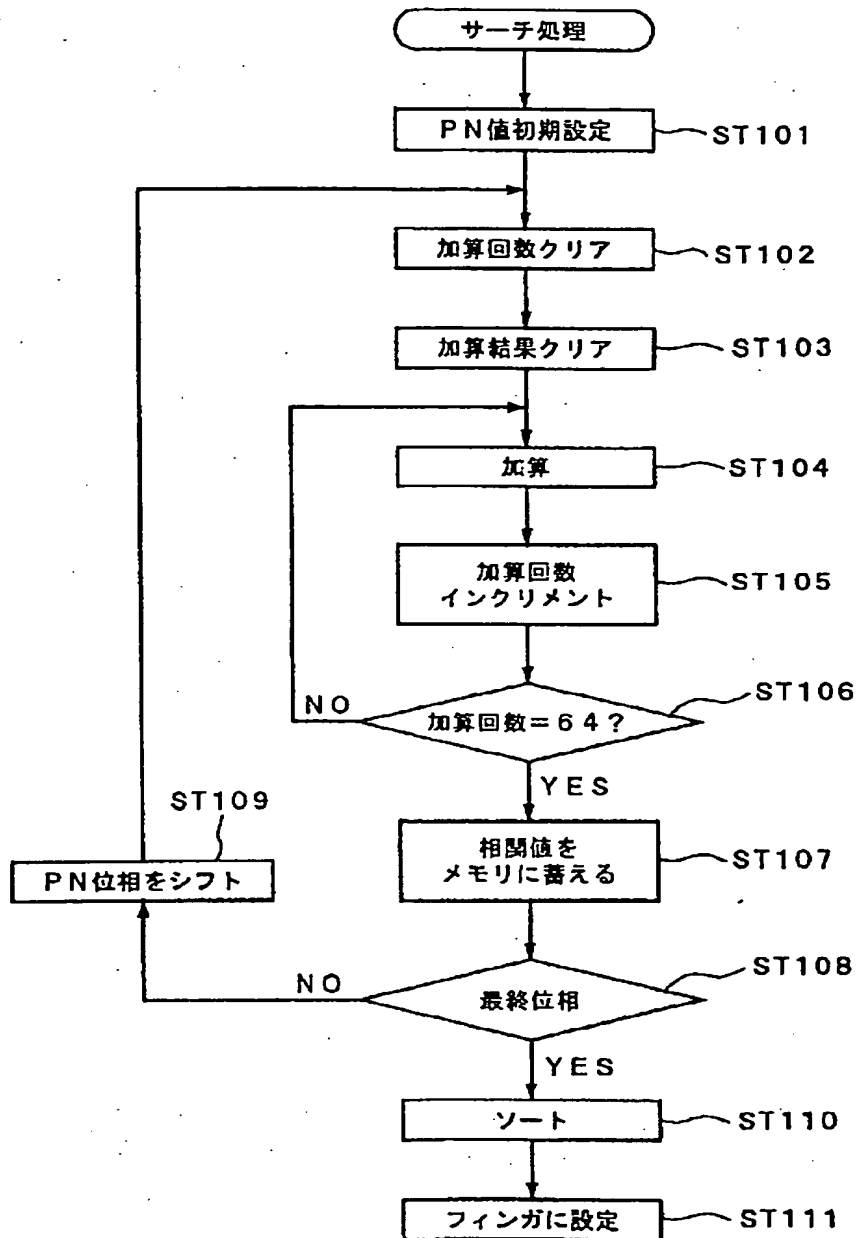 サーチ処理
PN値初期設定
ST101
加算回数クリア
ST102
加算結果クリア
ST103
加算
ST104
加算回数
インクリメント
ST105
加算回数=64?
ST106
NO
YES
相関値を
メモリに蓄える
ST107
ST109
PN位相をシフト
最終位相
ST108
NO
YES
ソート
ST110
フィンガに設定
ST111